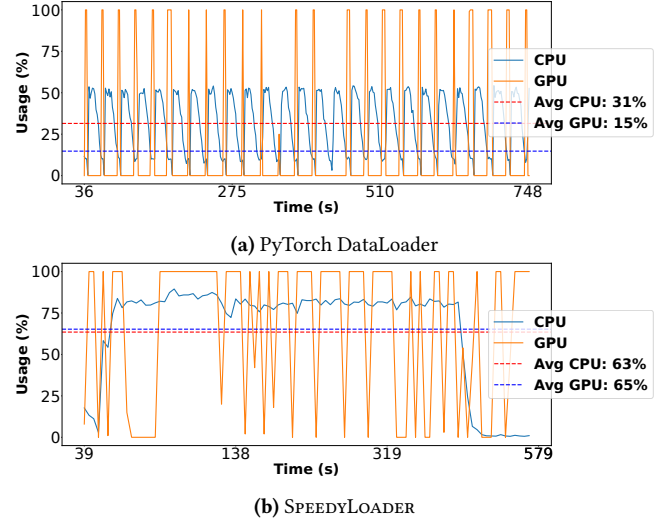 100
75
50
25
0
Usage (%)
CPU
GPU
Avg CPU: 31%
Avg GPU: 15%
36 275 510 748
Time (s)
(a) PyTorch DataLoader
100
75
50
25
0
Usage (%)
CPU
GPU
Avg CPU: 63%
Avg GPU: 65%
39 138 319 579
Time (s)
(b) SPEEDYLOADER